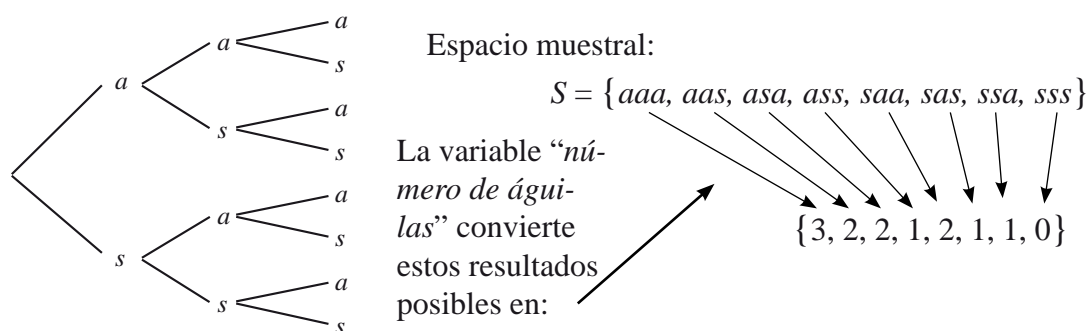 a
a
a
s
a
s
a
s
s
a
a
s
s
a
s
Espacio muestral:
S = {aaa, aas, asa, ass, saa, sas, ssa, sss}
La variable “nú-
mero de águi-
las” convierte
estos resultados
posibles en:
{3, 2, 2, 1, 2, 1, 1, 0}